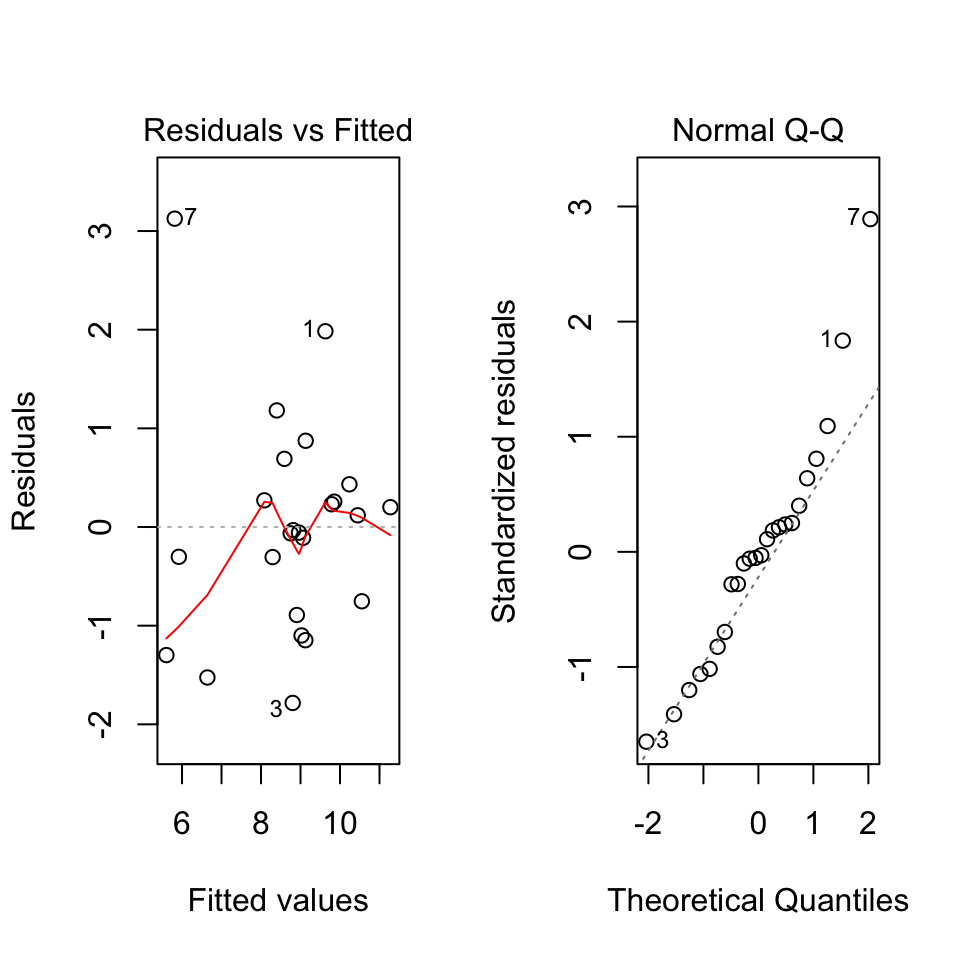 Residuals vs Fitted
Residuals
3
2
1
0
-1
-2
7
1
3
6 8 10
Fitted values
Normal Q-Q
Standardized residuals
3
2
1
0
-1
7
1
3
-2 0 1 2
Theoretical Quantiles